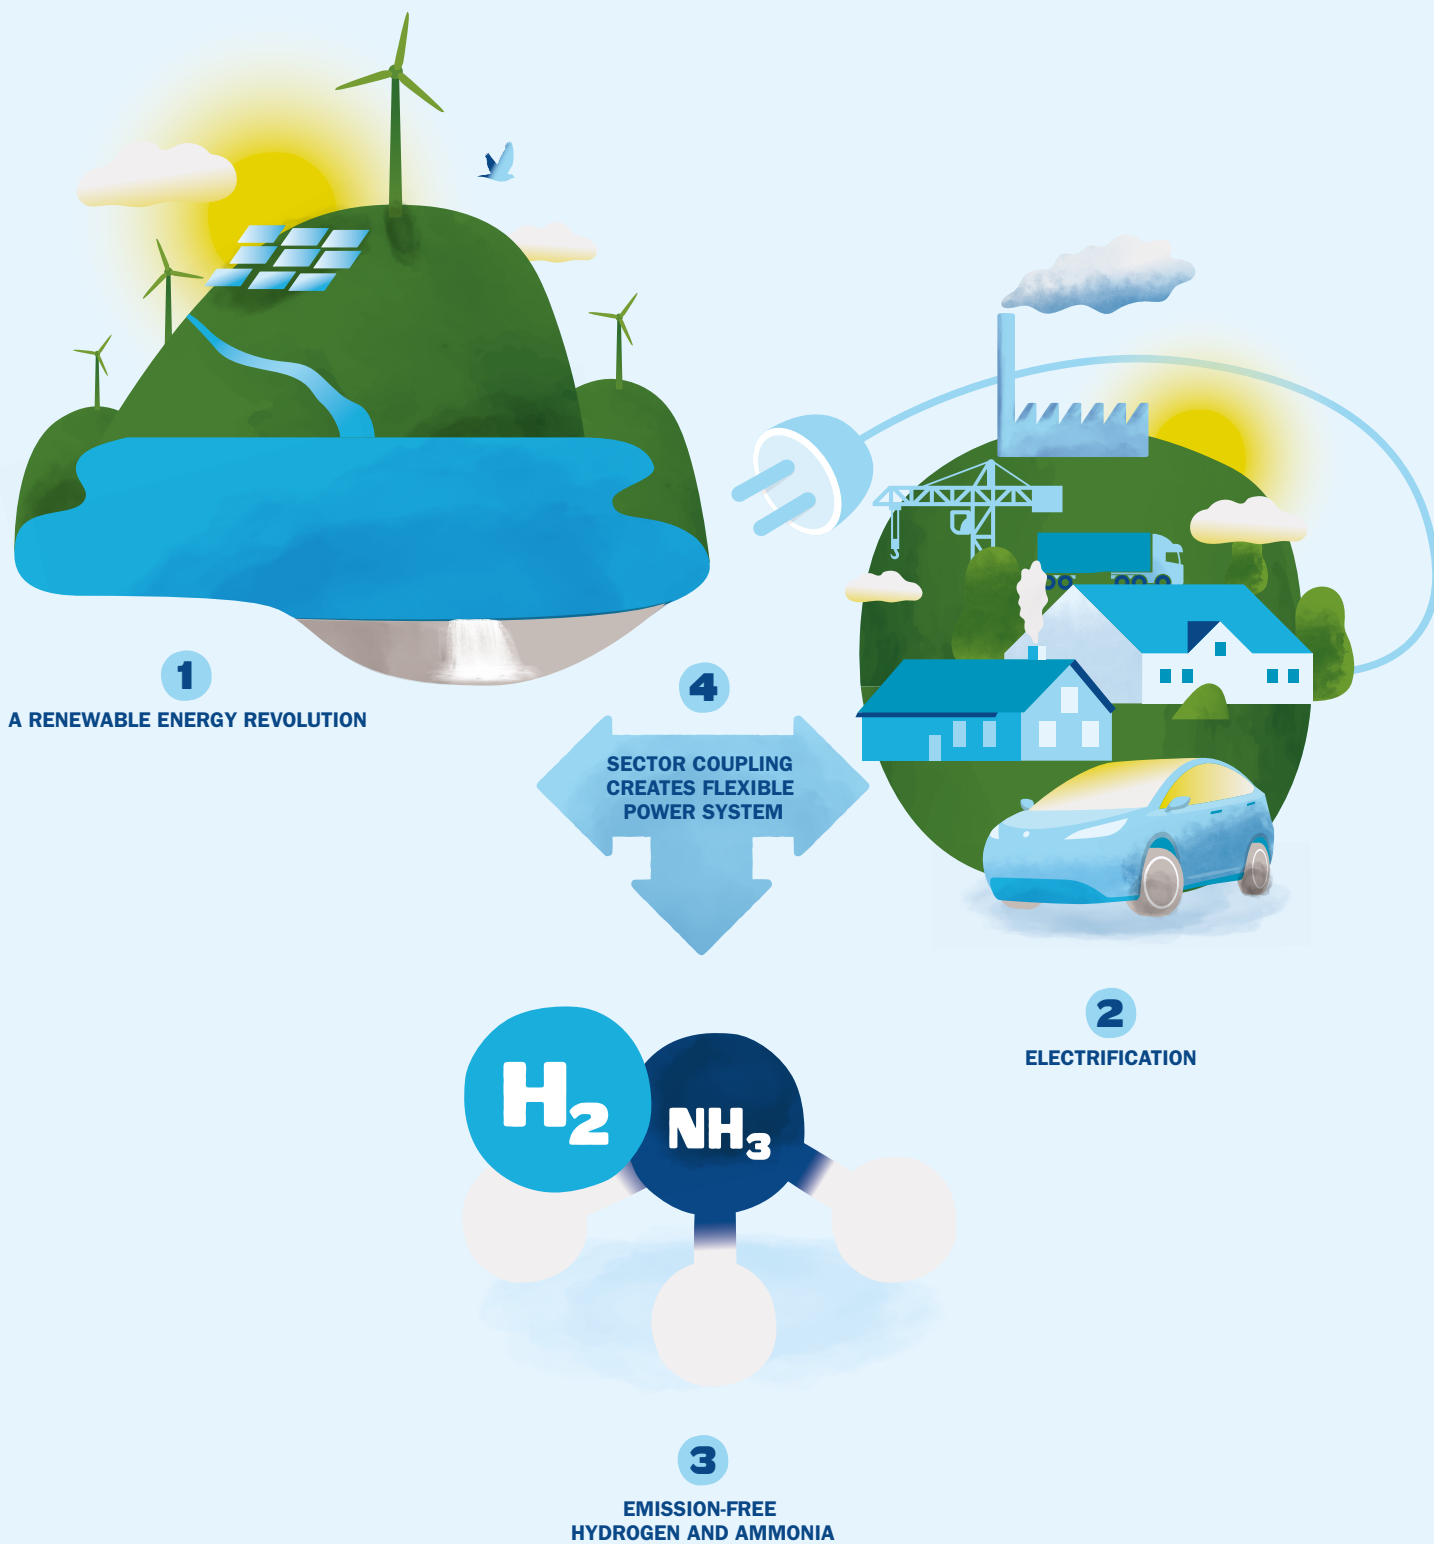 1
A RENEWABLE ENERGY REVOLUTION
4
SECTOR COUPLING
CREATES FLEXIBLE
POWER SYSTEM
2
ELECTRIFICATION
H₂
NH₃
3
EMISSION-FREE
HYDROGEN AND AMMONIA